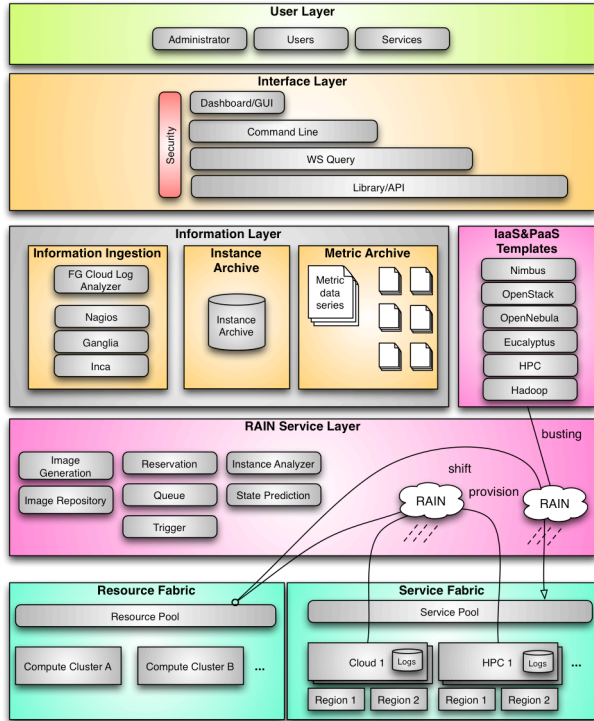 User Layer
Administrator
Users
Services
Interface Layer
Security
Dashboard/GUI
Command Line
WS Query
Library/API
Information Layer
Information Ingestion
FG Cloud Log
Analyzer
Nagios
Ganglia
Inca
Instance
Archive
Instance
Archive
Metric Archive
Metric
data
series
IaaS&PaaS
Templates
Nimbus
OpenStack
OpenNebula
Eucalyptus
HPC
Hadoop
RAIN Service Layer
busting
Image
Generation
Reservation
Instance Analyzer
shift
Image Repository
Queue
State Prediction
provision
RAIN
RAIN
Trigger
Resource Fabric
Resource Pool
Compute Cluster A
Compute Cluster B
...
Service Fabric
Service Pool
Cloud 1
Logs
HPC 1
Logs
...
Region 1
Region 2
Region 1
Region 2